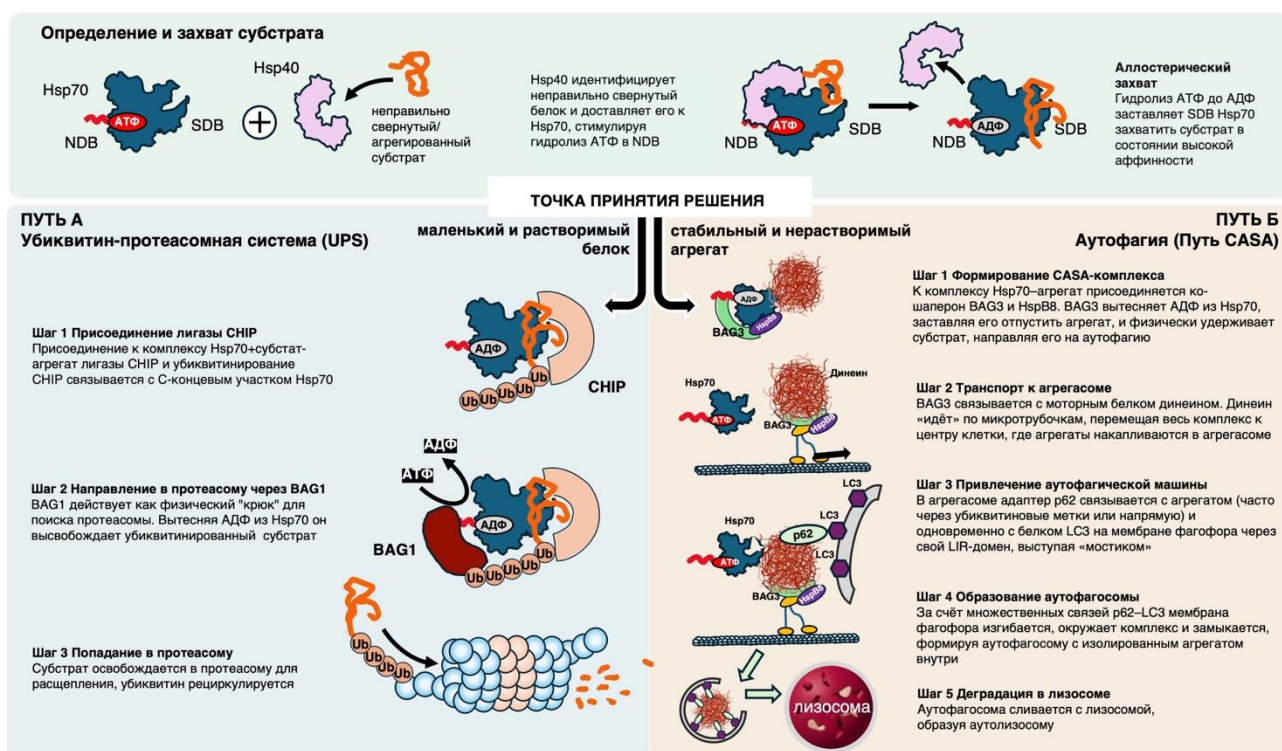 Определение и захват субстрата
Hsp70
АТФ
NDB
SDB
Hsp40
неправильно
свернутый/
агрегированный
субстрат
Hsp40 идентифицирует
неправильно свернутый
белок и доставляет его к
Hsp70, стимулируя
гидролиз АТФ в NDB
АТФ
NDB
SDB
АДФ
NDB
SDB
Аллостерический
захват
Гидролиз АТФ до АДФ
заставляет SDB Hsp70
захватить субстрат в
состоянии высокой
аффинности
ТОЧКА ПРИНЯТИЯ РЕШЕНИЯ
ПУТЬ А
Убиквитин-протеасомная система (UPS)
маленький и растворимый
белок
Шаг 1 Присоединение лигазы CHIP
Присоединение к комплексу Hsp70+субстат-
агрегат лигазы CHIP и убиквитинирование
CHIP связывается с С-концевым участком Hsp70
АДФ
Ub Ub Ub Ub Ub
CHIP
Шаг 2 Направление в протеасому через BAG1
BAG1 действует как физический "крюк" для
поиска протеасомы. Вытесняя АДФ из Hsp70 он
высвобождает убиквитинированный субстрат
АДФ
АТФ
АДФ
BAG1
Ub Ub Ub Ub Ub
Шаг 3 Попадание в протеасому
Субстрат освобождается в протеасому для
расщепления, убиквитин рециркулируется
Ub Ub Ub Ub
стабильный и нерастворимый
агрегат
ПУТЬ Б
Аутофагия (Путь CASA)
АДФ
BAG3
HspB8
Шаг 1 Формирование CASA-комплекса
К комплексу Hsp70–агрегат присоединяется ко-
шаперон BAG3 и HspB8. BAG3 вытесняет АДФ из Hsp70,
заставляя его отпустить агрегат, и физически удерживает
субстрат, направляя его на аутофагию
Hsp70
АТФ
Динеин
BAG3
HspB8
Шаг 2 Транспорт к агрегасоме
BAG3 связывается с моторным белком динеином. Динеин
«идёт» по микротрубочкам, перемещая весь комплекс к
центру клетки, где агрегаты накапливаются в агрегасоме
Hsp70
АТФ
p62
LC3
LC3
LC3
BAG3
HspB8
Шаг 3 Привлечение аутофагической машины
В агрегасоме адаптер p62 связывается с агрегатом (часто
через убиквитиновые метки или напрямую) и
одновременно с белком LC3 на мембране фагофора через
свой LIR-домен, выступая «мостиком»
Шаг 4 Образование аутофагосомы
За счёт множественных связей p62–LC3 мембрана
фагофора изгибается, окружает комплекс и замыкается,
формируя аутофагосому с изолированным агрегатом
внутри
Шаг 5 Деградация в лизосоме
Аутофагосома сливается с лизосомой,
образуя аутолизосому
лизосома